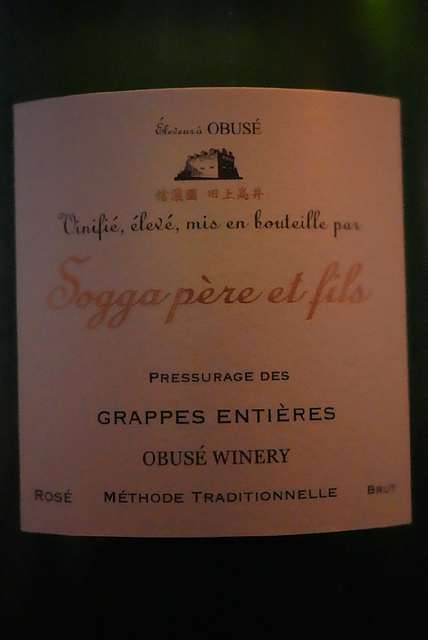 Éleveur à OBUSÉ
信濃國 旧上高井
Vinifié, élevé, mis en bouteille par
Sogga père et fils
PRESSURAGE DES
GRAPPES ENTIÈRES
OBUSÉ WINERY
ROSÉ MÉTHODE TRADITIONNELLE BRUT